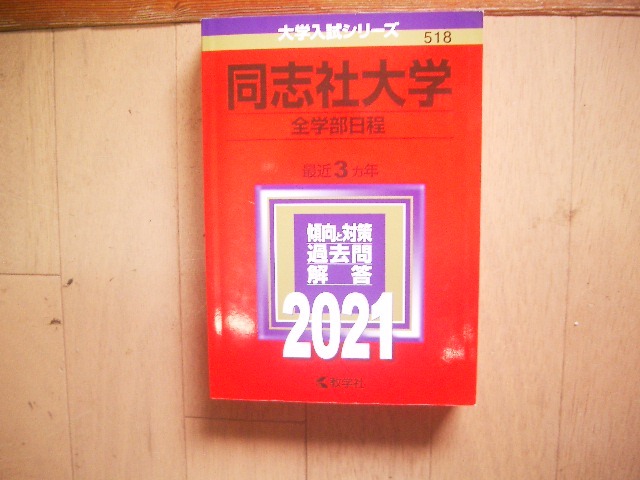 大学入試シリーズ
518
同志社大学
全学部日程
最近3カ年
傾向と対策
過去問
解答
2021
教学社